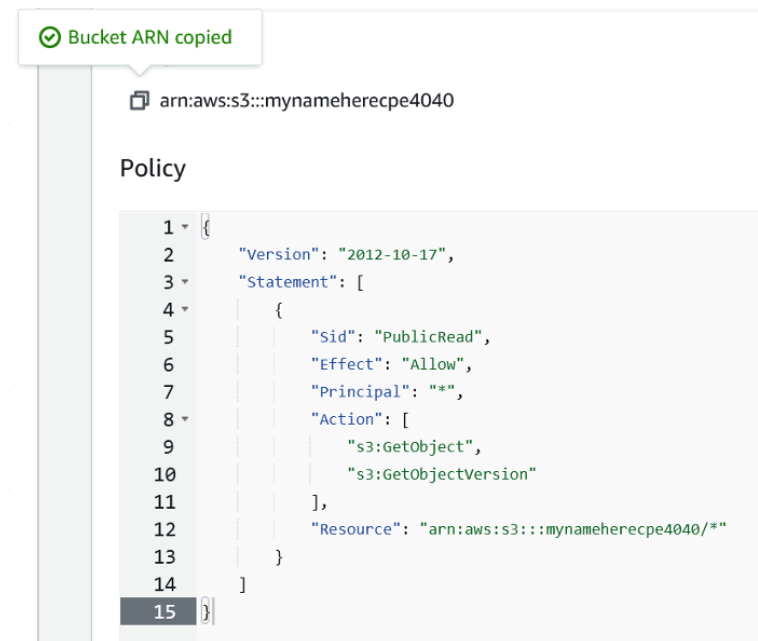 Bucket ARN copied
arn:aws:s3:::mynameherecpe4040
Policy
1 {
2 "Version": "2012-10-17",
3 "Statement": [
4 {
5 "Sid": "PublicRead",
6 "Effect": "Allow",
7 "Principal": "*",
8 "Action": [
9 "s3:GetObject",
10 "s3:GetObjectVersion"
11 ],
12 "Resource": "arn:aws:s3:::mynameherecpe4040/*"
13 }
14 ]
15 }